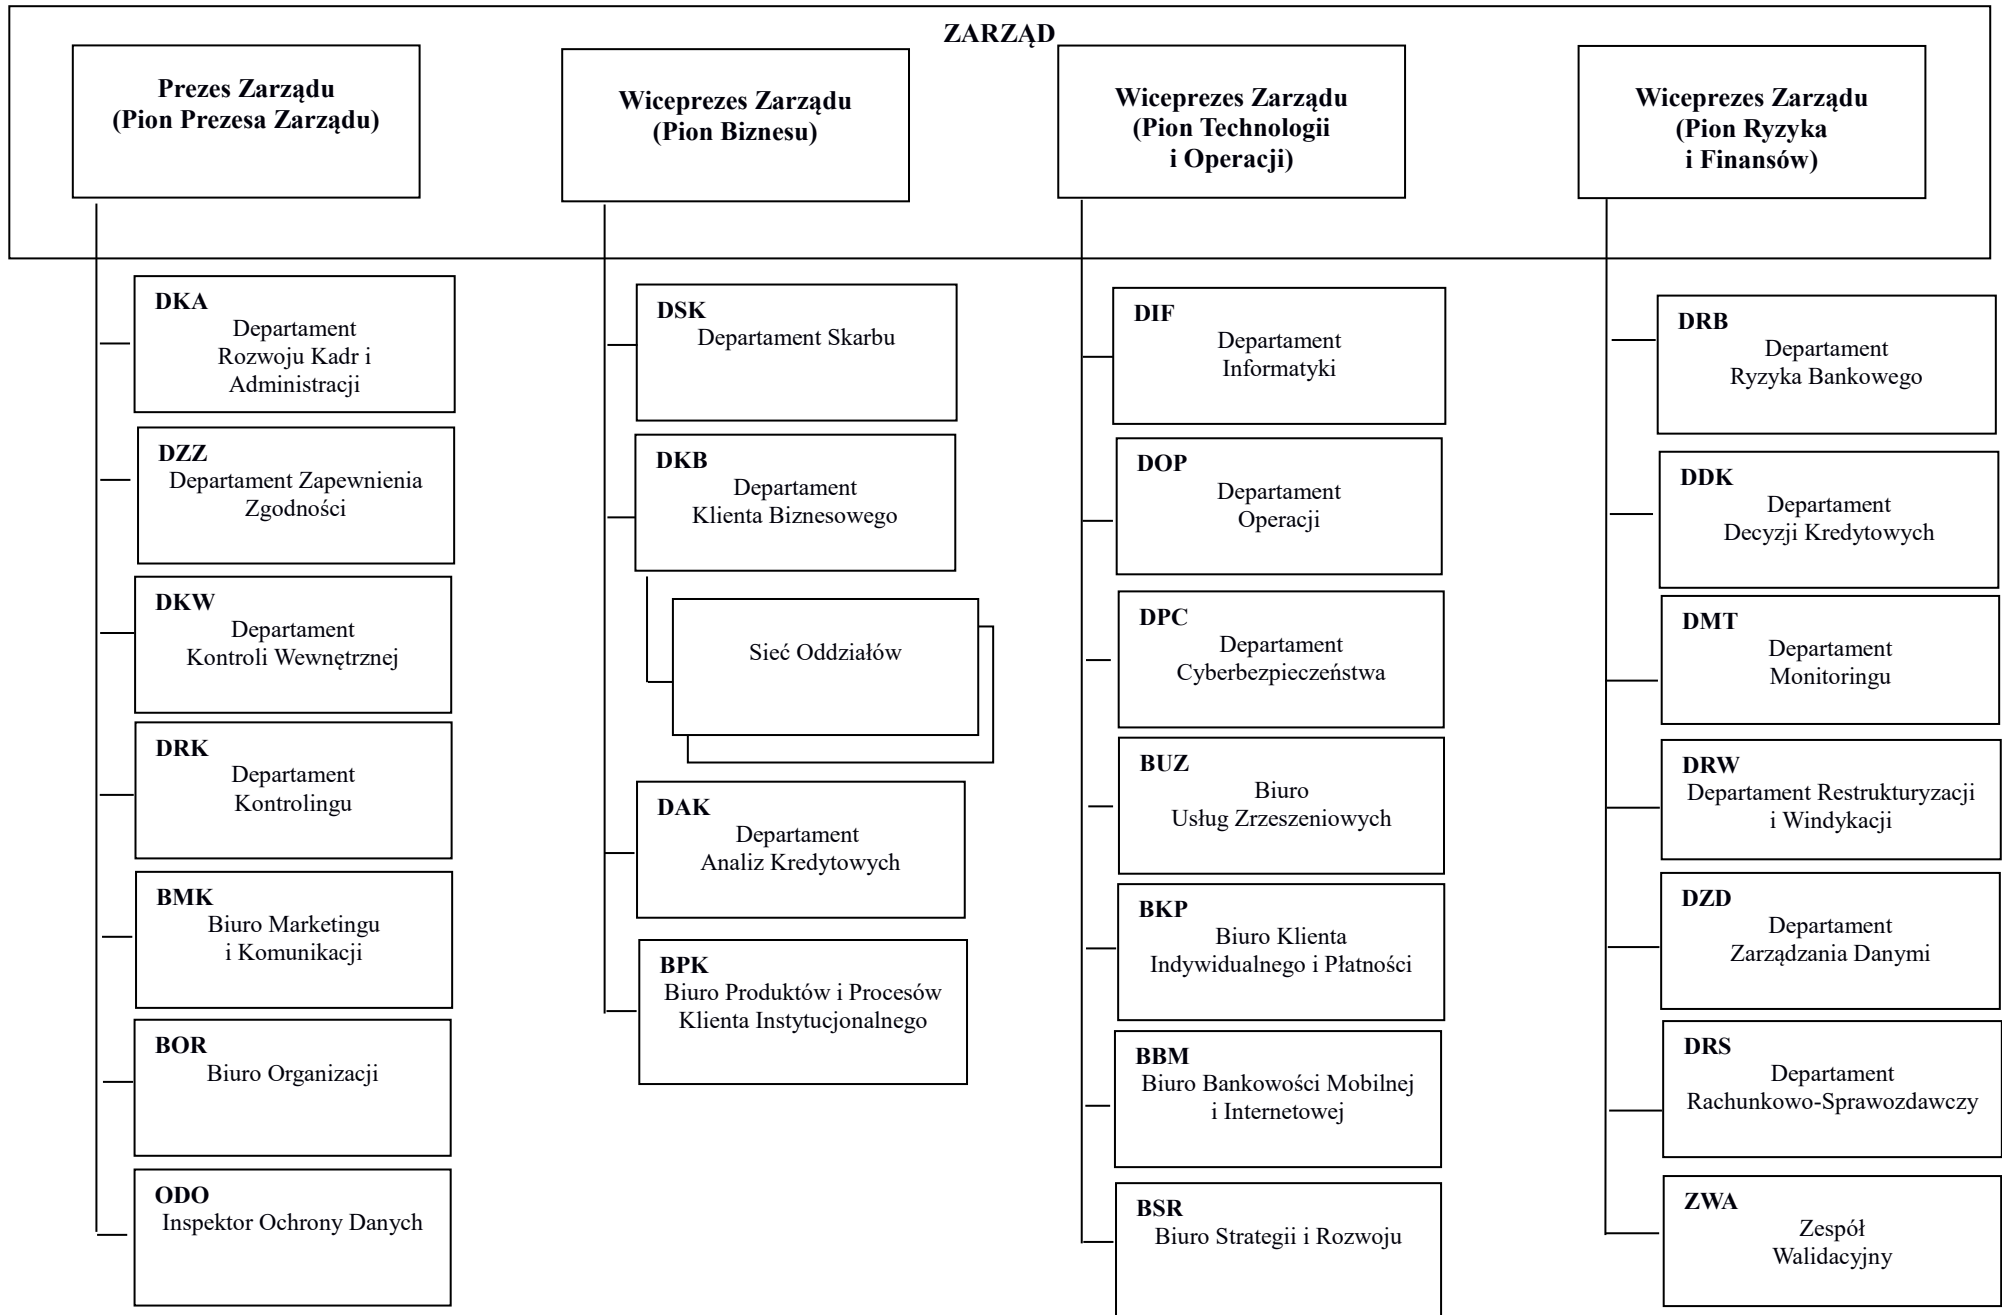 ZARZĄD
Prezes Zarządu
(Pion Prezesa Zarządu)
Wiceprezes Zarządu
(Pion Biznesu)
Wiceprezes Zarządu
(Pion Technologii
i Operacji)
Wiceprezes Zarządu
(Pion Ryzyka
i Finansów)
DKA
Departament
Rozwoju Kadr i
Administracji
DZZ
Departament Zapewnienia
Zgodności
DKW
Departament
Kontroli Wewnętrznej
DRK
Departament
Kontrolingu
BMK
Biuro Marketingu
i Komunikacji
BOR
Biuro Organizacji
ODO
Inspektor Ochrony Danych
DSK
Departament Skarbu
DKB
Departament
Klienta Biznesowego
Sieć Oddziałów
DAK
Departament
Analiz Kredytowych
BPK
Biuro Produktów i Procesów
Klienta Instytucjonalnego
DIF
Departament
Informatyki
DOP
Departament
Operacji
DPC
Departament
Cyberbezpieczeństwa
BUZ
Biuro
Usług Zrzeszeniowych
BKP
Biuro Klienta
Indywidualnego i Płatności
BBM
Biuro Bankowości Mobilnej
i Internetowej
BSR
Biuro Strategii i Rozwoju
DRB
Departament
Ryzyka Bankowego
DDK
Departament
Decyzji Kredytowych
DMT
Departament
Monitoringu
DRW
Departament Restrukturyzacji
i Windykacji
DZD
Departament
Zarządzania Danymi
DRS
Departament
Rachunkowo-Sprawozdawczy
ZWA
Zespół
Walidacyjny